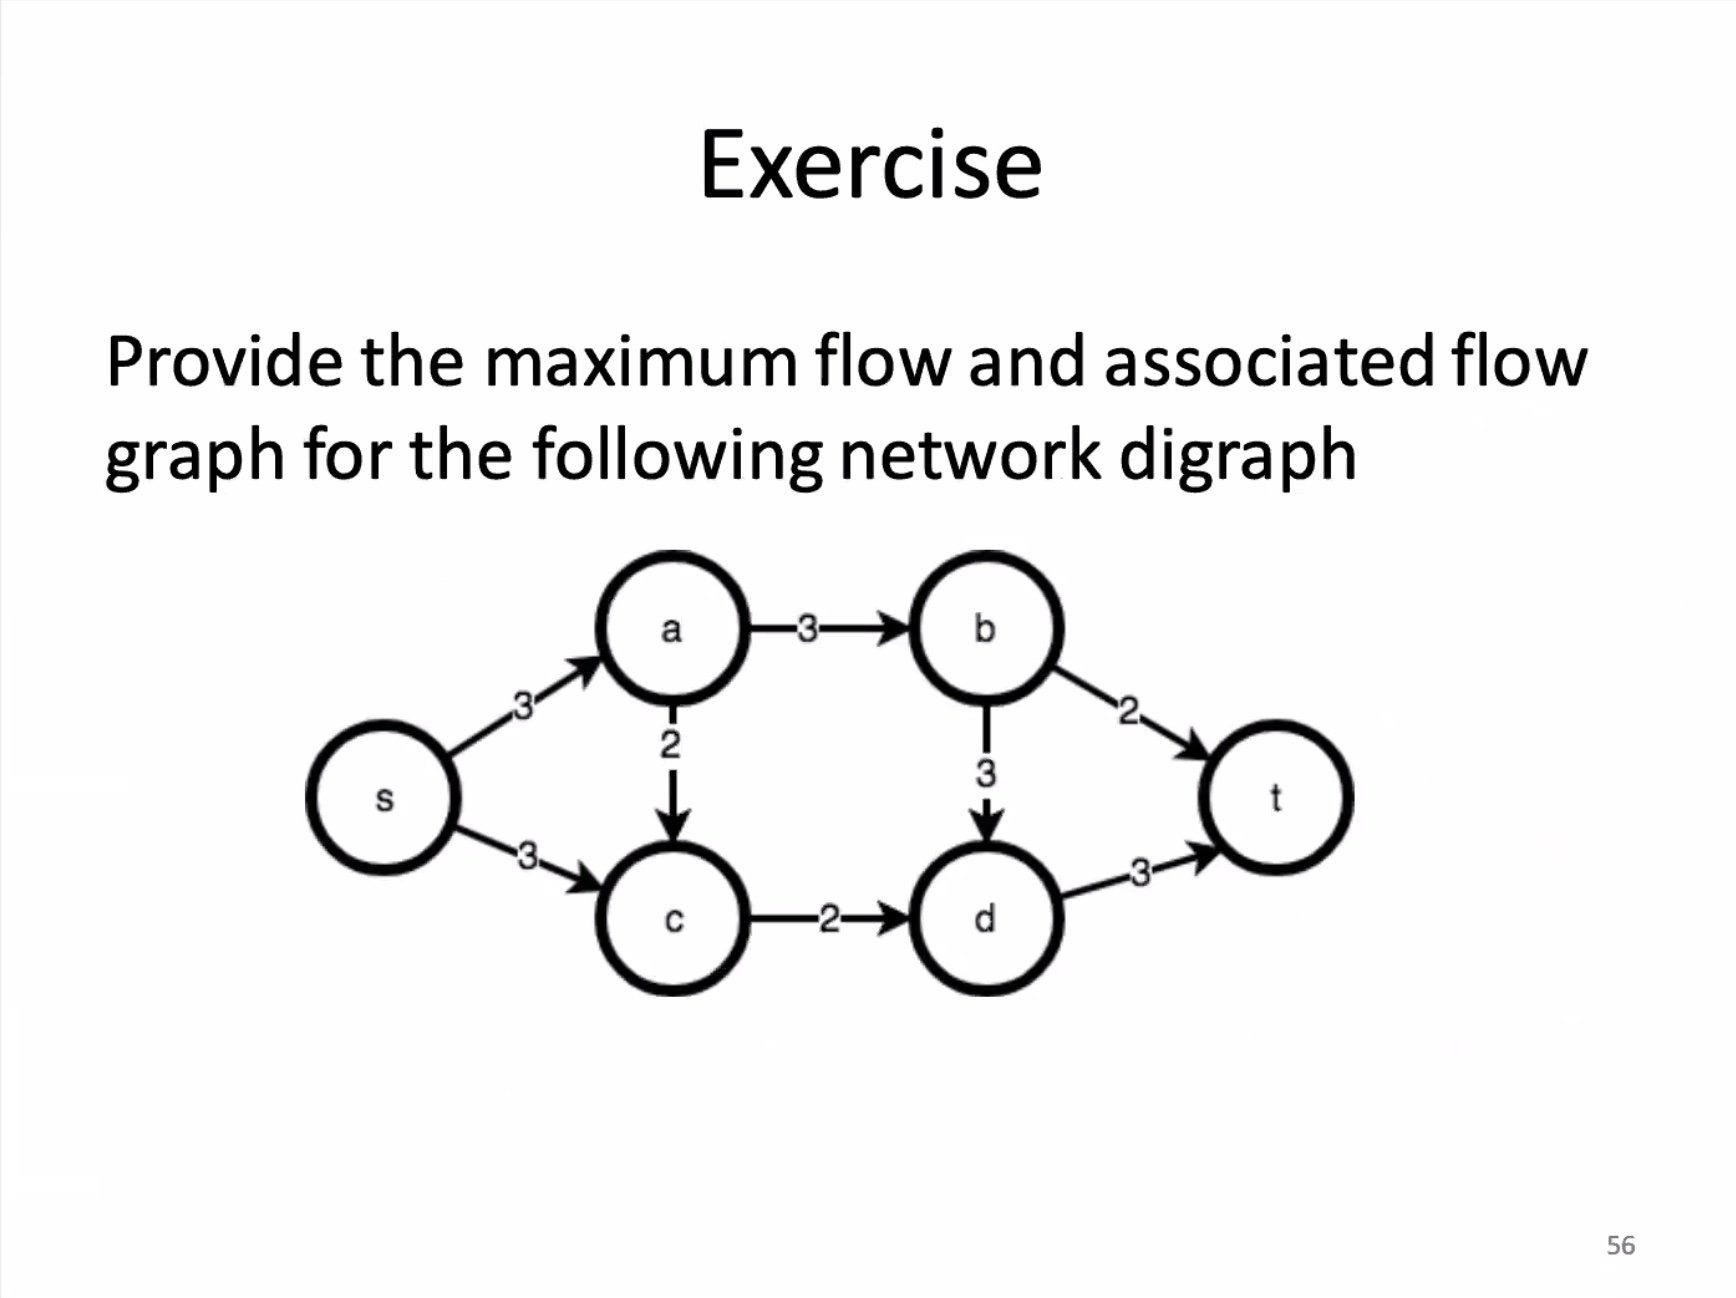 Exercise
Provide the maximum flow and associated flow
graph for the following network digraph
a 3 b
3 2 3 2
s t
3 3
c 2 d
56